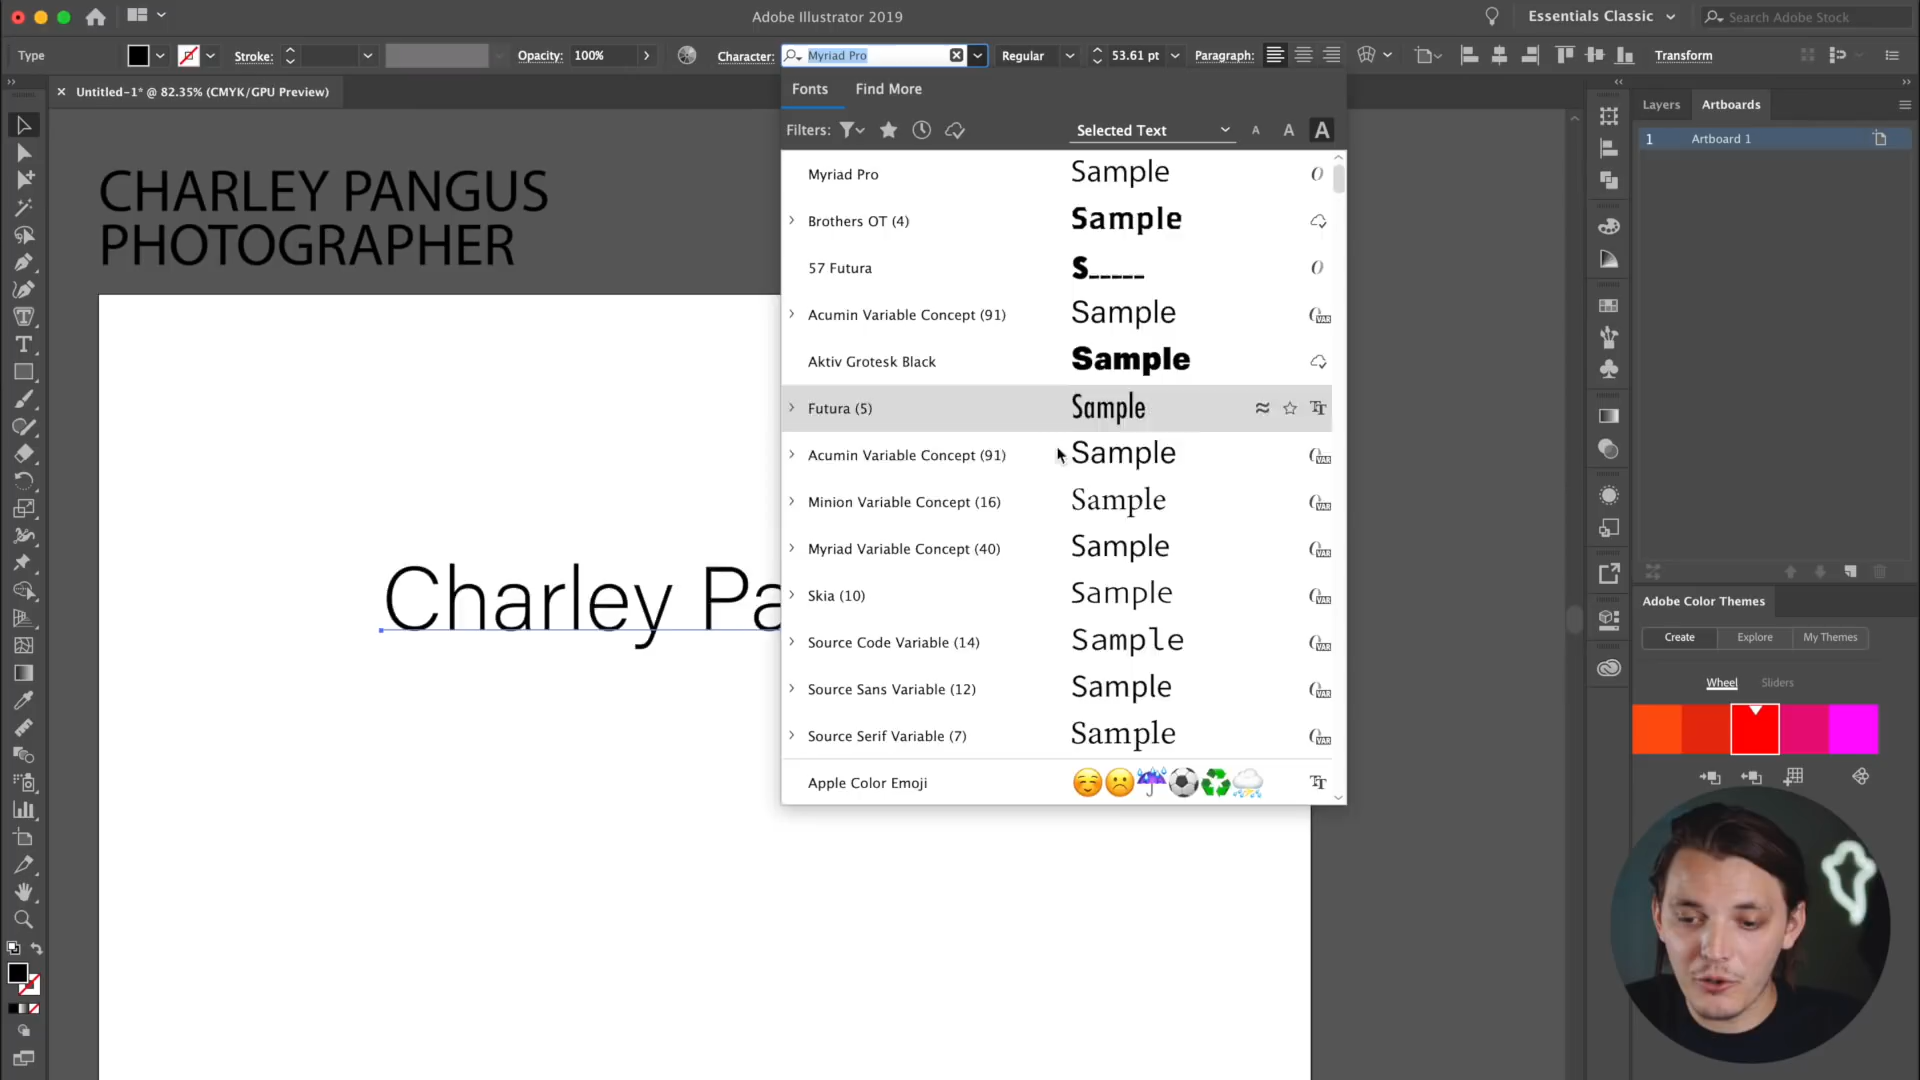 Adobe Illustrator 2019
Essentials Classic
Search Adobe Stock
Type
Stroke:
Opacity: 100%
Character:
Myriad Pro
Regular
53.61 pt
Paragraph:
Transform
Untitled-1* @ 82.35% (CMYK/GPU Preview)
Fonts
Find More
Layers
Artboards
Filters:
Selected Text
A
A
A
1 Artboard 1
CHARLEY PANGUS
PHOTOGRAPHER
Myriad Pro Sample
Brothers OT (4) Sample
57 Futura S_____
Acumin Variable Concept (91) Sample
Aktiv Grotesk Black Sample
Futura (5) Sample
Acumin Variable Concept (91) Sample
Minion Variable Concept (16) Sample
Myriad Variable Concept (40) Sample
Skia (10) Sample
Source Code Variable (14) Sample
Source Sans Variable (12) Sample
Source Serif Variable (7) Sample
Apple Color Emoji
Charley Pa
Adobe Color Themes
Create
Explore
My Themes
Wheel
Sliders